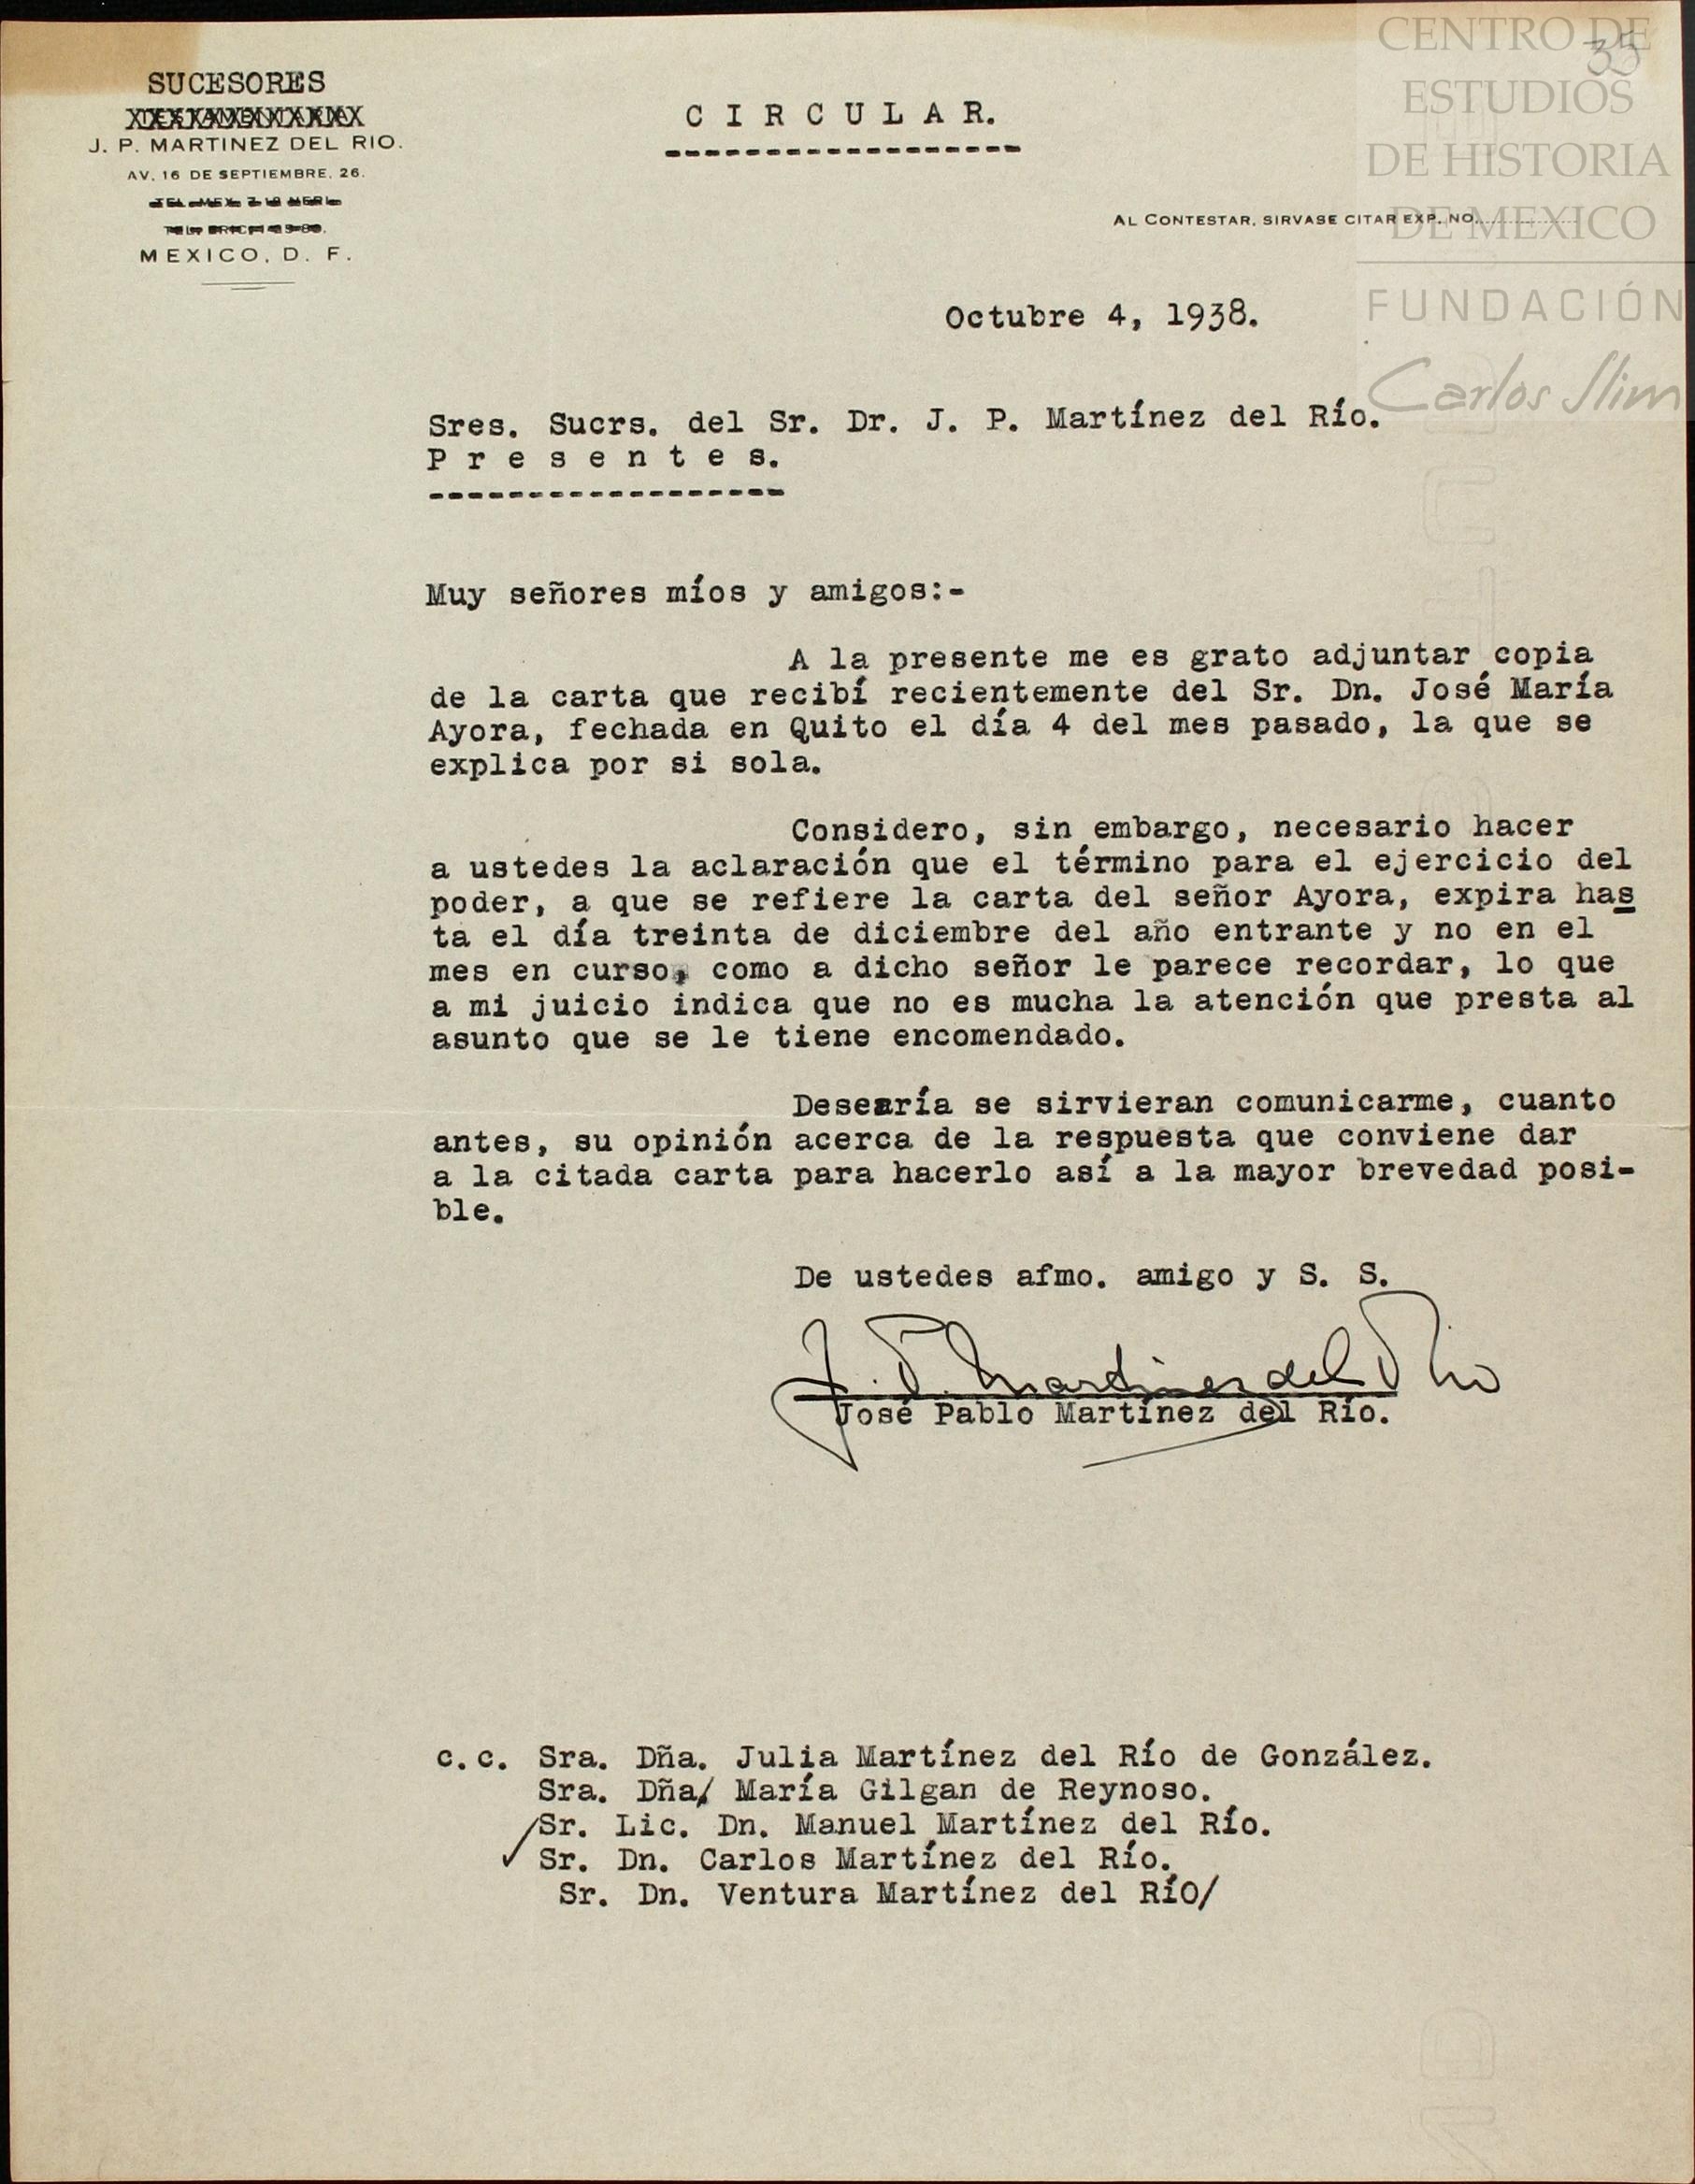 CENTRO DE
ESTUDIOS
DE HISTORIA
DE MEXICO
FUNDACIÓN
Carlos Slim
35
SUCESORES
J. P. MARTINEZ DEL RIO.
AV. 16 DE SEPTIEMBRE, 26.
MEXICO, D. F.
C I R C U L A R.
AL CONTESTAR, SIRVASE CITAR EXP. NO.
Octubre 4, 1938.
Sres. Sucrs. del Sr. Dr. J. P. Martínez del Río.
P r e s e n t e s.
Muy señores míos y amigos:-
A la presente me es grato adjuntar copia
de la carta que recibí recientemente del Sr. Dn. José María
Ayora, fechada en Quito el día 4 del mes pasado, la que se
explica por si sola.
Considero, sin embargo, necesario hacer
a ustedes la aclaración que el término para el ejercicio del
poder, a que se refiere la carta del señor Ayora, expira has
ta el día treinta de diciembre del año entrante y no en el
mes en curso, como a dicho señor le parece recordar, lo que
a mi juicio indica que no es mucha la atención que presta al
asunto que se le tiene encomendado.
Desearía se sirvieran comunicarme, cuanto
antes, su opinión acerca de la respuesta que conviene dar
a la citada carta para hacerlo así a la mayor brevedad posi-
ble.
De ustedes afmo. amigo y S. S.
J. P. Martinez del Rio
José Pablo Martínez del Río.
c.c. Sra. Dña. Julia Martínez del Río de González.
Sra. Dña/ María Gilgan de Reynoso.
Sr. Lic. Dn. Manuel Martínez del Río.
Sr. Dn. Carlos Martínez del Río.
Sr. Dn. Ventura Martínez del RíO/